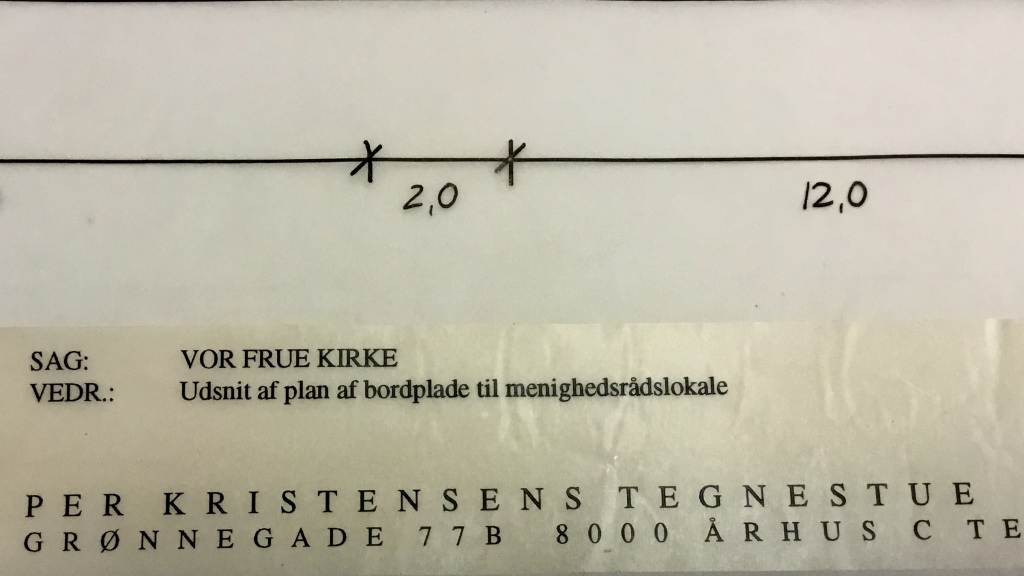 2,0 12,0
SAG: VOR FRUE KIRKE
VEDR.: Udsnit af plan af bordplade til menighedsrådslokale
PER KRISTENSENS TEGNESTUE
GRØNNEGADE 77B 8000 ÅRHUS C TE